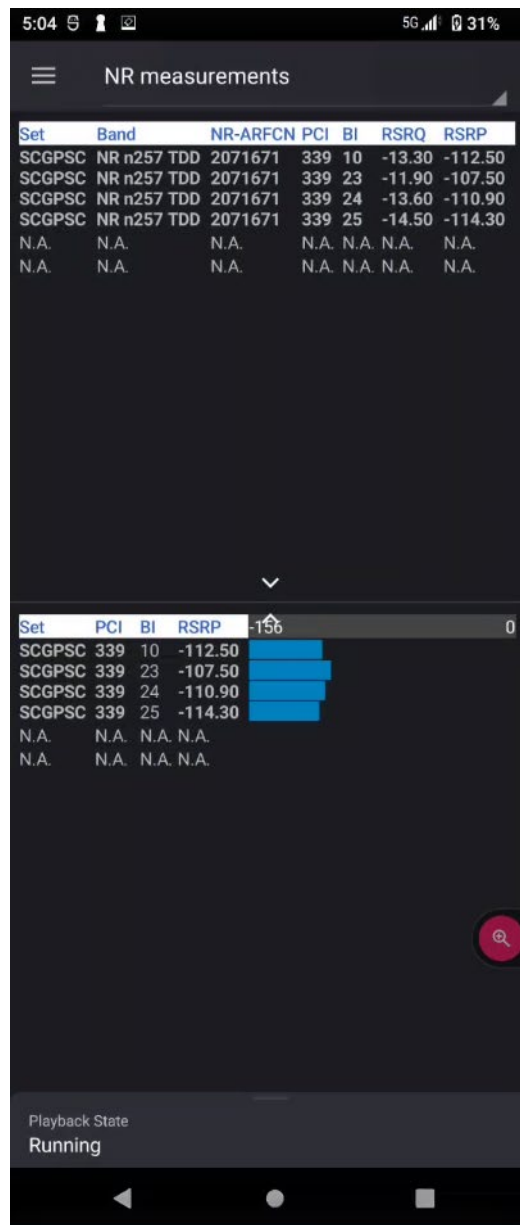 5:04 5G 31%
NR measurements
Set Band NR-ARFCN PCI BI RSRQ RSRP
SCGPSC NR n257 TDD 2071671 339 10 -13.30 -112.50
SCGPSC NR n257 TDD 2071671 339 23 -11.90 -107.50
SCGPSC NR n257 TDD 2071671 339 24 -13.60 -110.90
SCGPSC NR n257 TDD 2071671 339 25 -14.50 -114.30
N.A. N.A. N.A. N.A. N.A. N.A. N.A.
N.A. N.A. N.A. N.A. N.A. N.A. N.A.
Set PCI BI RSRP -156 0
SCGPSC 339 10 -112.50
SCGPSC 339 23 -107.50
SCGPSC 339 24 -110.90
SCGPSC 339 25 -114.30
N.A. N.A. N.A. N.A.
N.A. N.A. N.A. N.A.
Playback State
Running